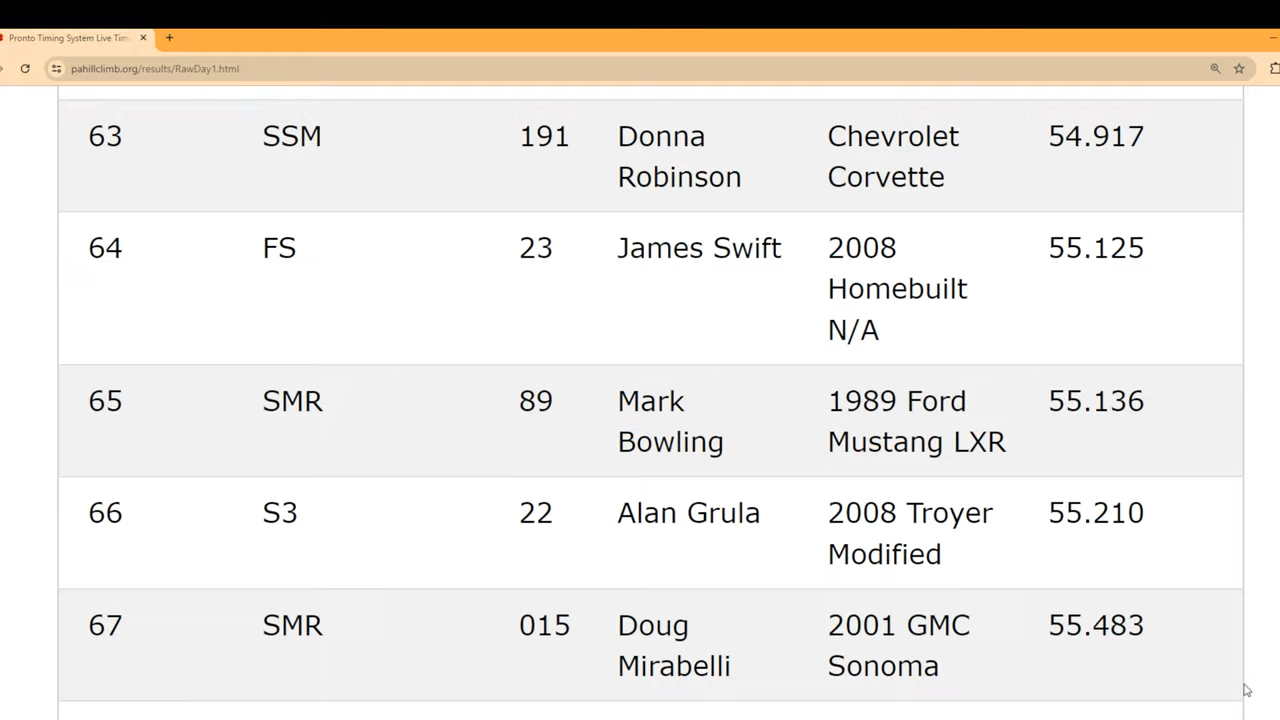 Pronto Timing System Live Tim
pahillclimb.org/results/RawDay1.html
63 SSM 191 Donna Chevrolet 54.917
Robinson Corvette
64 FS 23 James Swift 2008 55.125
Homebuilt
N/A
65 SMR 89 Mark 1989 Ford 55.136
Bowling Mustang LXR
66 S3 22 Alan Grula 2008 Troyer 55.210
Modified
67 SMR 015 Doug 2001 GMC 55.483
Mirabelli Sonoma